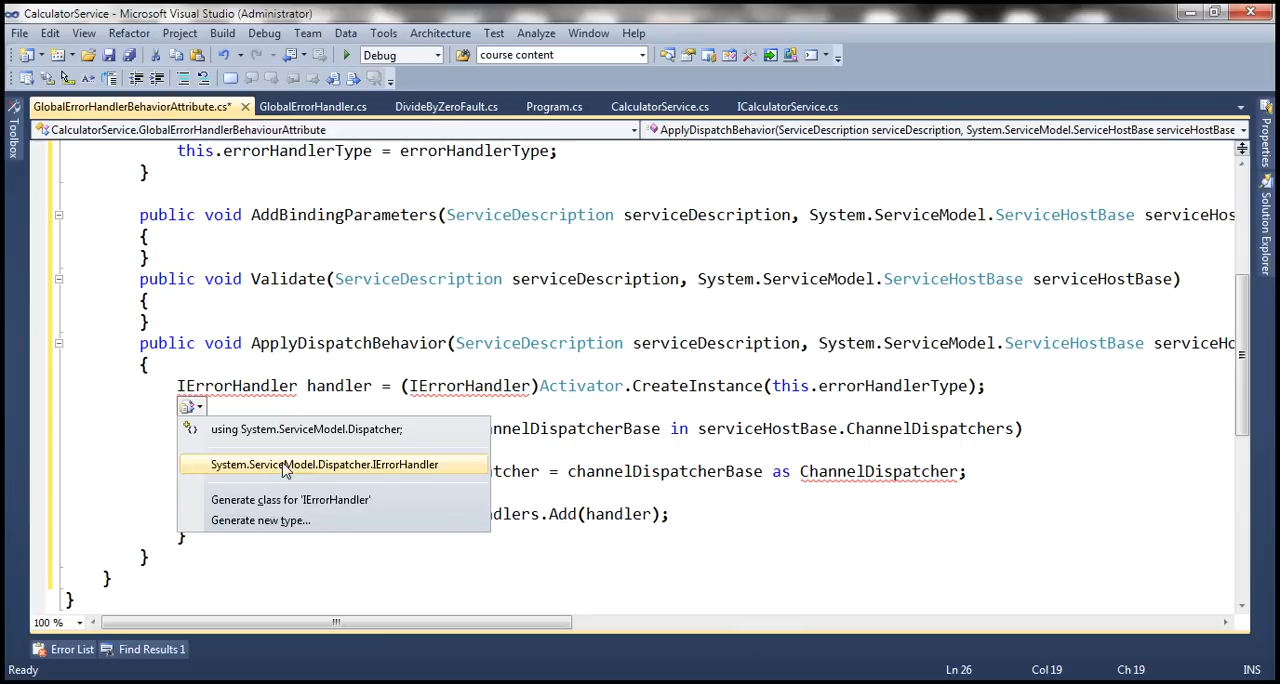 CalculatorService - Microsoft Visual Studio (Administrator)
File Edit View Refactor Project Build Debug Team Data Tools Architecture Test Analyze Window Help
Debug course content
GlobalErrorHandlerBehaviorAttribute.cs* GlobalErrorHandler.cs DivideByZeroFault.cs Program.cs CalculatorService.cs ICalculatorService.cs
CalculatorService.GlobalErrorHandlerBehaviourAttribute ApplyDispatchBehavior(ServiceDescription serviceDescription, System.ServiceModel.ServiceHostBase serviceHostBase
Toolbox
Properties
Solution Explorer
this.errorHandlerType = errorHandlerType;
}
public void AddBindingParameters(ServiceDescription serviceDescription, System.ServiceModel.ServiceHostBase serviceHos
{
}
public void Validate(ServiceDescription serviceDescription, System.ServiceModel.ServiceHostBase serviceHostBase)
{
}
public void ApplyDispatchBehavior(ServiceDescription serviceDescription, System.ServiceModel.ServiceHostBase serviceHo
{
IErrorHandler handler = (IErrorHandler)Activator.CreateInstance(this.errorHandlerType);
using System.ServiceModel.Dispatcher; annelDispatcherBase in serviceHostBase.ChannelDispatchers)
System.ServiceModel.Dispatcher.IErrorHandler tcher = channelDispatcherBase as ChannelDispatcher;
Generate class for 'IErrorHandler' dlers.Add(handler);
Generate new type...
}
}
}
}
100 %
Error List Find Results 1
Ready Ln 26 Col 19 Ch 19 INS